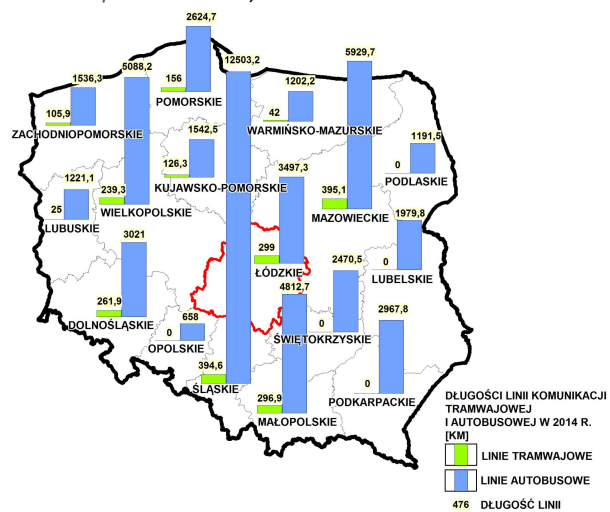 2624,7
156
POMORSKIE
12503,2
5929,7
5088,2
1536,3
105,9
ZACHODNIOPOMORSKIE
1202,2
42
WARMIŃSKO-MAZURSKIE
1542,5
126,3
KUJAWSKO-POMORSKIE
1191,5
0
PODLASKIE
3497,3
1221,1
25
LUBUSKIE
239,3
WIELKOPOLSKIE
395,1
MAZOWIECKIE
1979,8
0
LUBELSKIE
3021
261,9
DOLNOŚLĄSKIE
299
ŁÓDZKIE
2470,5
0
ŚWIĘTOKRZYSKIE
658
0
OPOLSKIE
4812,7
2967,8
0
PODKARPACKIE
394,6
ŚLĄSKIE
296,9
MAŁOPOLSKIE
DŁUGOŚCI LINII KOMUNIKACJI
TRAMWAJOWEJ
I AUTOBUSOWEJ W 2014 R.
[KM]
LINIE TRAMWAJOWE
LINIE AUTOBUSOWE
476 DŁUGOŚĆ LINII